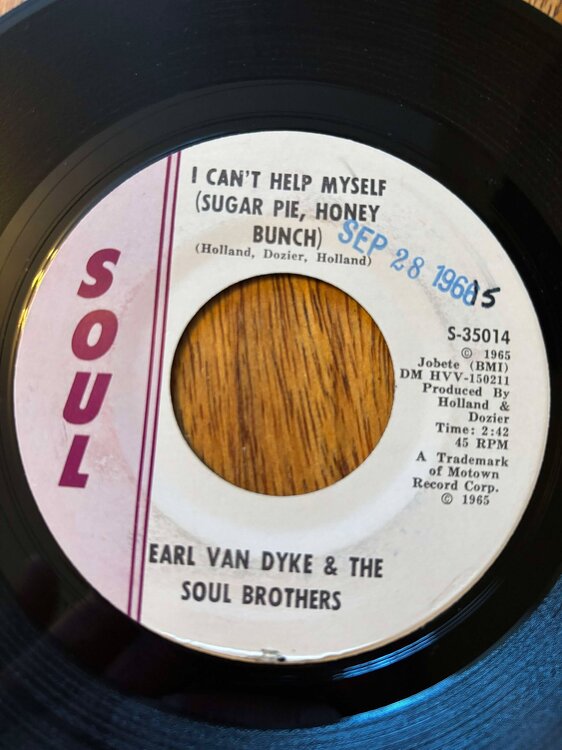 SOUL
I CAN'T HELP MYSELF
(SUGAR PIE, HONEY
BUNCH)
(Holland, Dozier, Holland)
SEP 28 1966
15
S-35014
© 1965
Jobete (BMI)
DM HVV-150211
Produced By
Holland &
Dozier
Time: 2:42
45 RPM
A Trademark
of Motown
Record Corp.
© 1965
EARL VAN DYKE & THE
SOUL BROTHERS